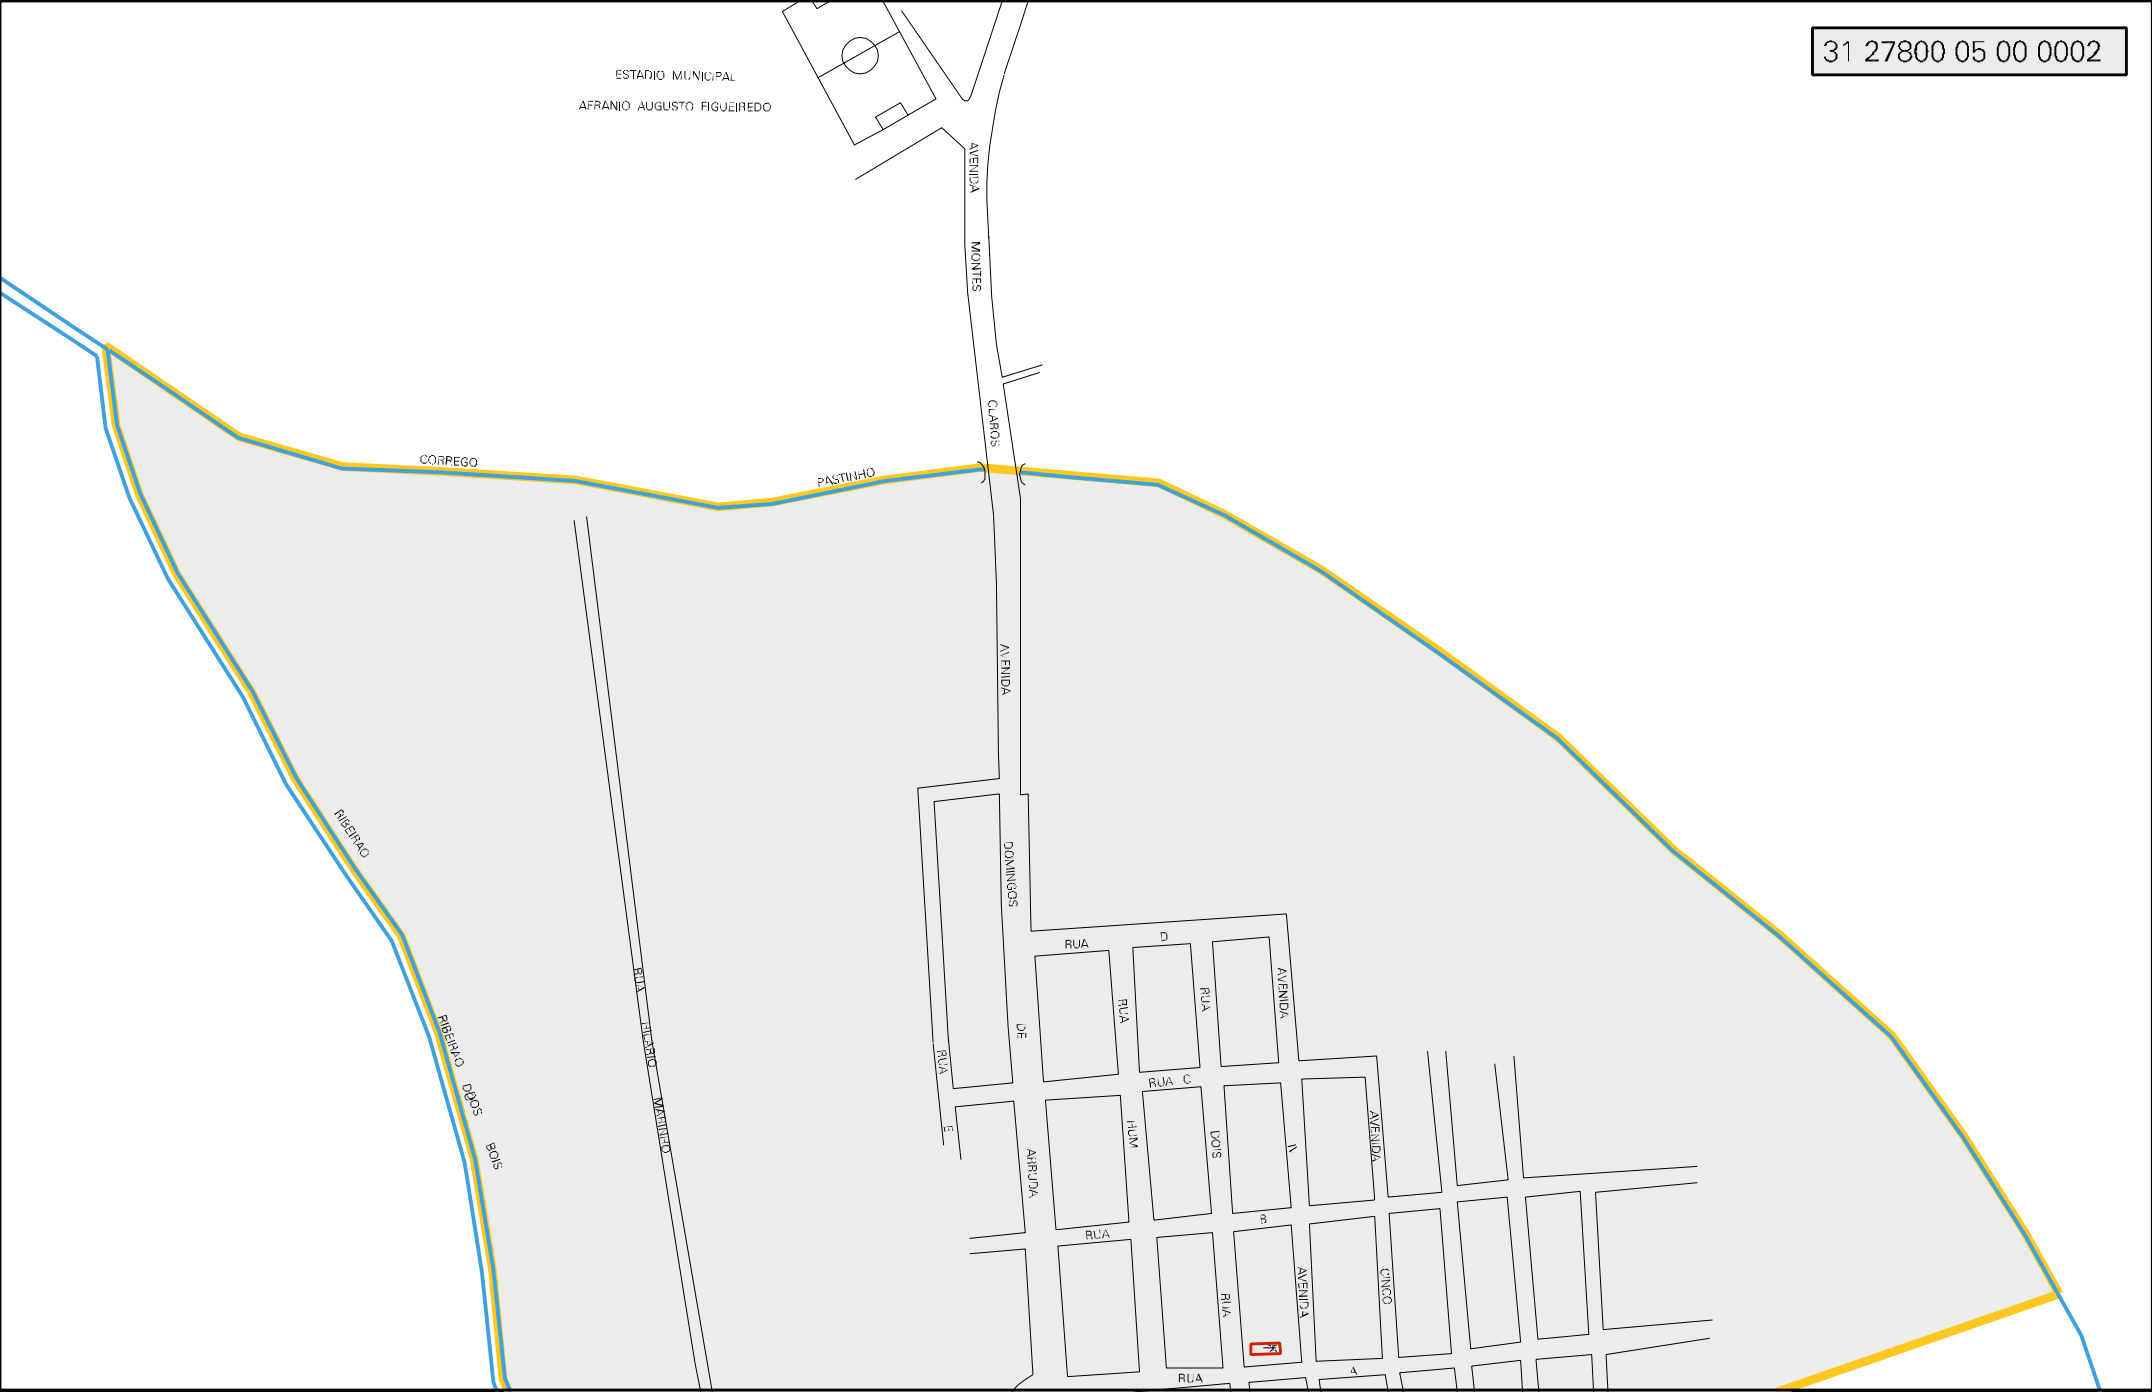 31 27800 05 00 0002
ESTADIO MUNICIPAL
AFRANIO AUGUSTO FIGUEIREDO
AVENIDA
MONTES
CLAROS
CORREGO
PASTINHO
AVENIDA
DOMINGOS
DE
ARRUDA
RIBEIRAO
RIBEIRAO
DOS
BOIS
RUA
HILARIO
MARINHO
RUA
D
RUA
RUA
AVENIDA
RUA
E
RUA C
HUM
DOIS
AVENIDA
RUA
B
RUA
AVENIDA
CINCO
RUA
A